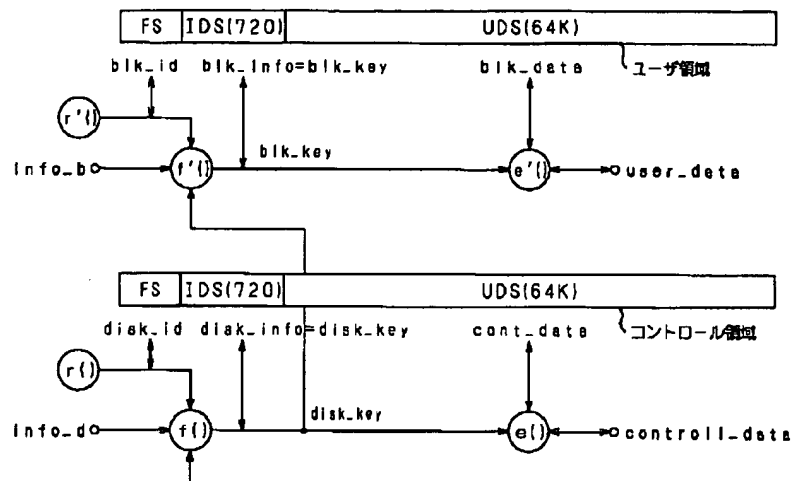 FS IDS(720) UDS(64K)
blk_id blk_info=blk_key blk_data ユーザ領域
r'()
info_b f'() blk_key e'() user_data
FS IDS(720) UDS(64K)
disk_id disk_info=disk_key cont_data コントロール領域
r()
info_d f() disk_key e() controll_data